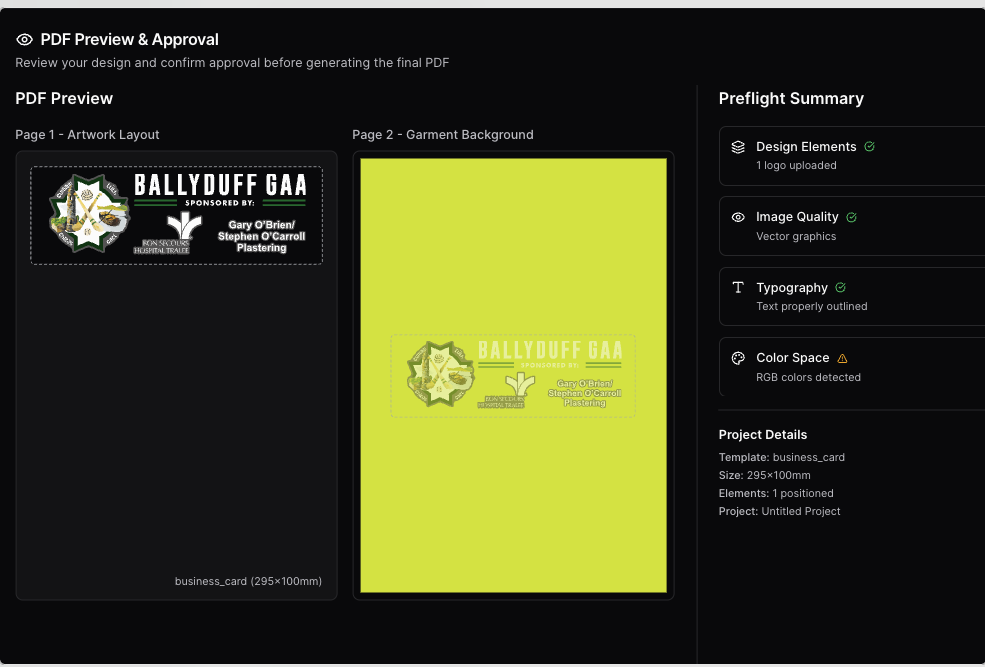 PDF Preview & Approval
Review your design and confirm approval before generating the final PDF
PDF Preview
Page 1 - Artwork Layout
BALLYDUFF GAA
SPONSORED BY:
BON SECOURS
HOSPITAL TRALEE
Gary O'Brien/
Stephen O'Carroll
Plastering
business_card (295×100mm)
Page 2 - Garment Background
BALLYDUFF GAA
SPONSORED BY:
BON SECOURS
HOSPITAL TRALEE
Gary O'Brien/
Stephen O'Carroll
Plastering
Preflight Summary
Design Elements
1 logo uploaded
Image Quality
Vector graphics
Typography
Text properly outlined
Color Space
RGB colors detected
Project Details
Template: business_card
Size: 295×100mm
Elements: 1 positioned
Project: Untitled Project